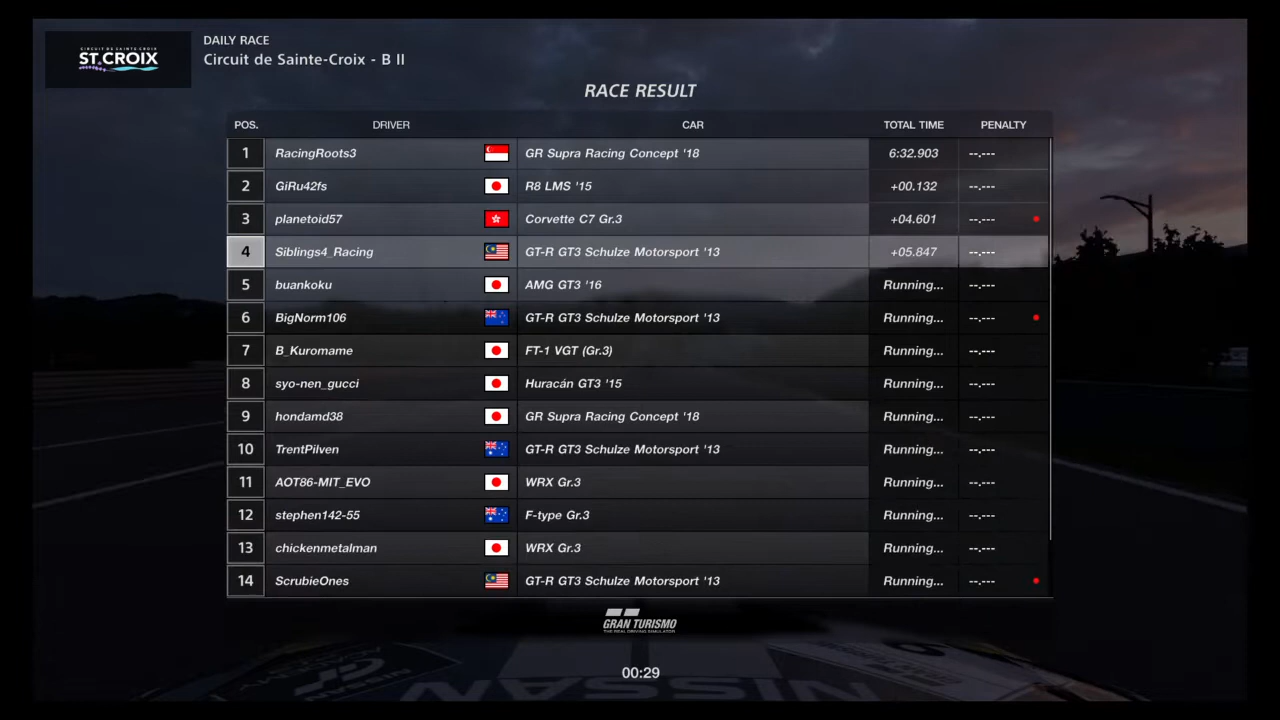 CIRCUIT DE SAINTE-CROIX
ST.CROIX
DAILY RACE
Circuit de Sainte-Croix - B II
RACE RESULT
POS. DRIVER CAR TOTAL TIME PENALTY
1 RacingRoots3 GR Supra Racing Concept '18 6:32.903 --.---
2 GiRu42fs R8 LMS '15 +00.132 --.---
3 planetoid57 Corvette C7 Gr.3 +04.601 --.---
4 Siblings4_Racing GT-R GT3 Schulze Motorsport '13 +05.847 --.---
5 buankoku AMG GT3 '16 Running... --.---
6 BigNorm106 GT-R GT3 Schulze Motorsport '13 Running... --.---
7 B_Kuromame FT-1 VGT (Gr.3) Running... --.---
8 syo-nen_gucci Huracán GT3 '15 Running... --.---
9 hondamd38 GR Supra Racing Concept '18 Running... --.---
10 TrentPilven GT-R GT3 Schulze Motorsport '13 Running... --.---
11 AOT86-MIT_EVO WRX Gr.3 Running... --.---
12 stephen142-55 F-type Gr.3 Running... --.---
13 chickenmetalman WRX Gr.3 Running... --.---
14 ScrubieOnes GT-R GT3 Schulze Motorsport '13 Running... --.---
GRAN TURISMO
THE REAL DRIVING SIMULATOR
00:29
NISSAN